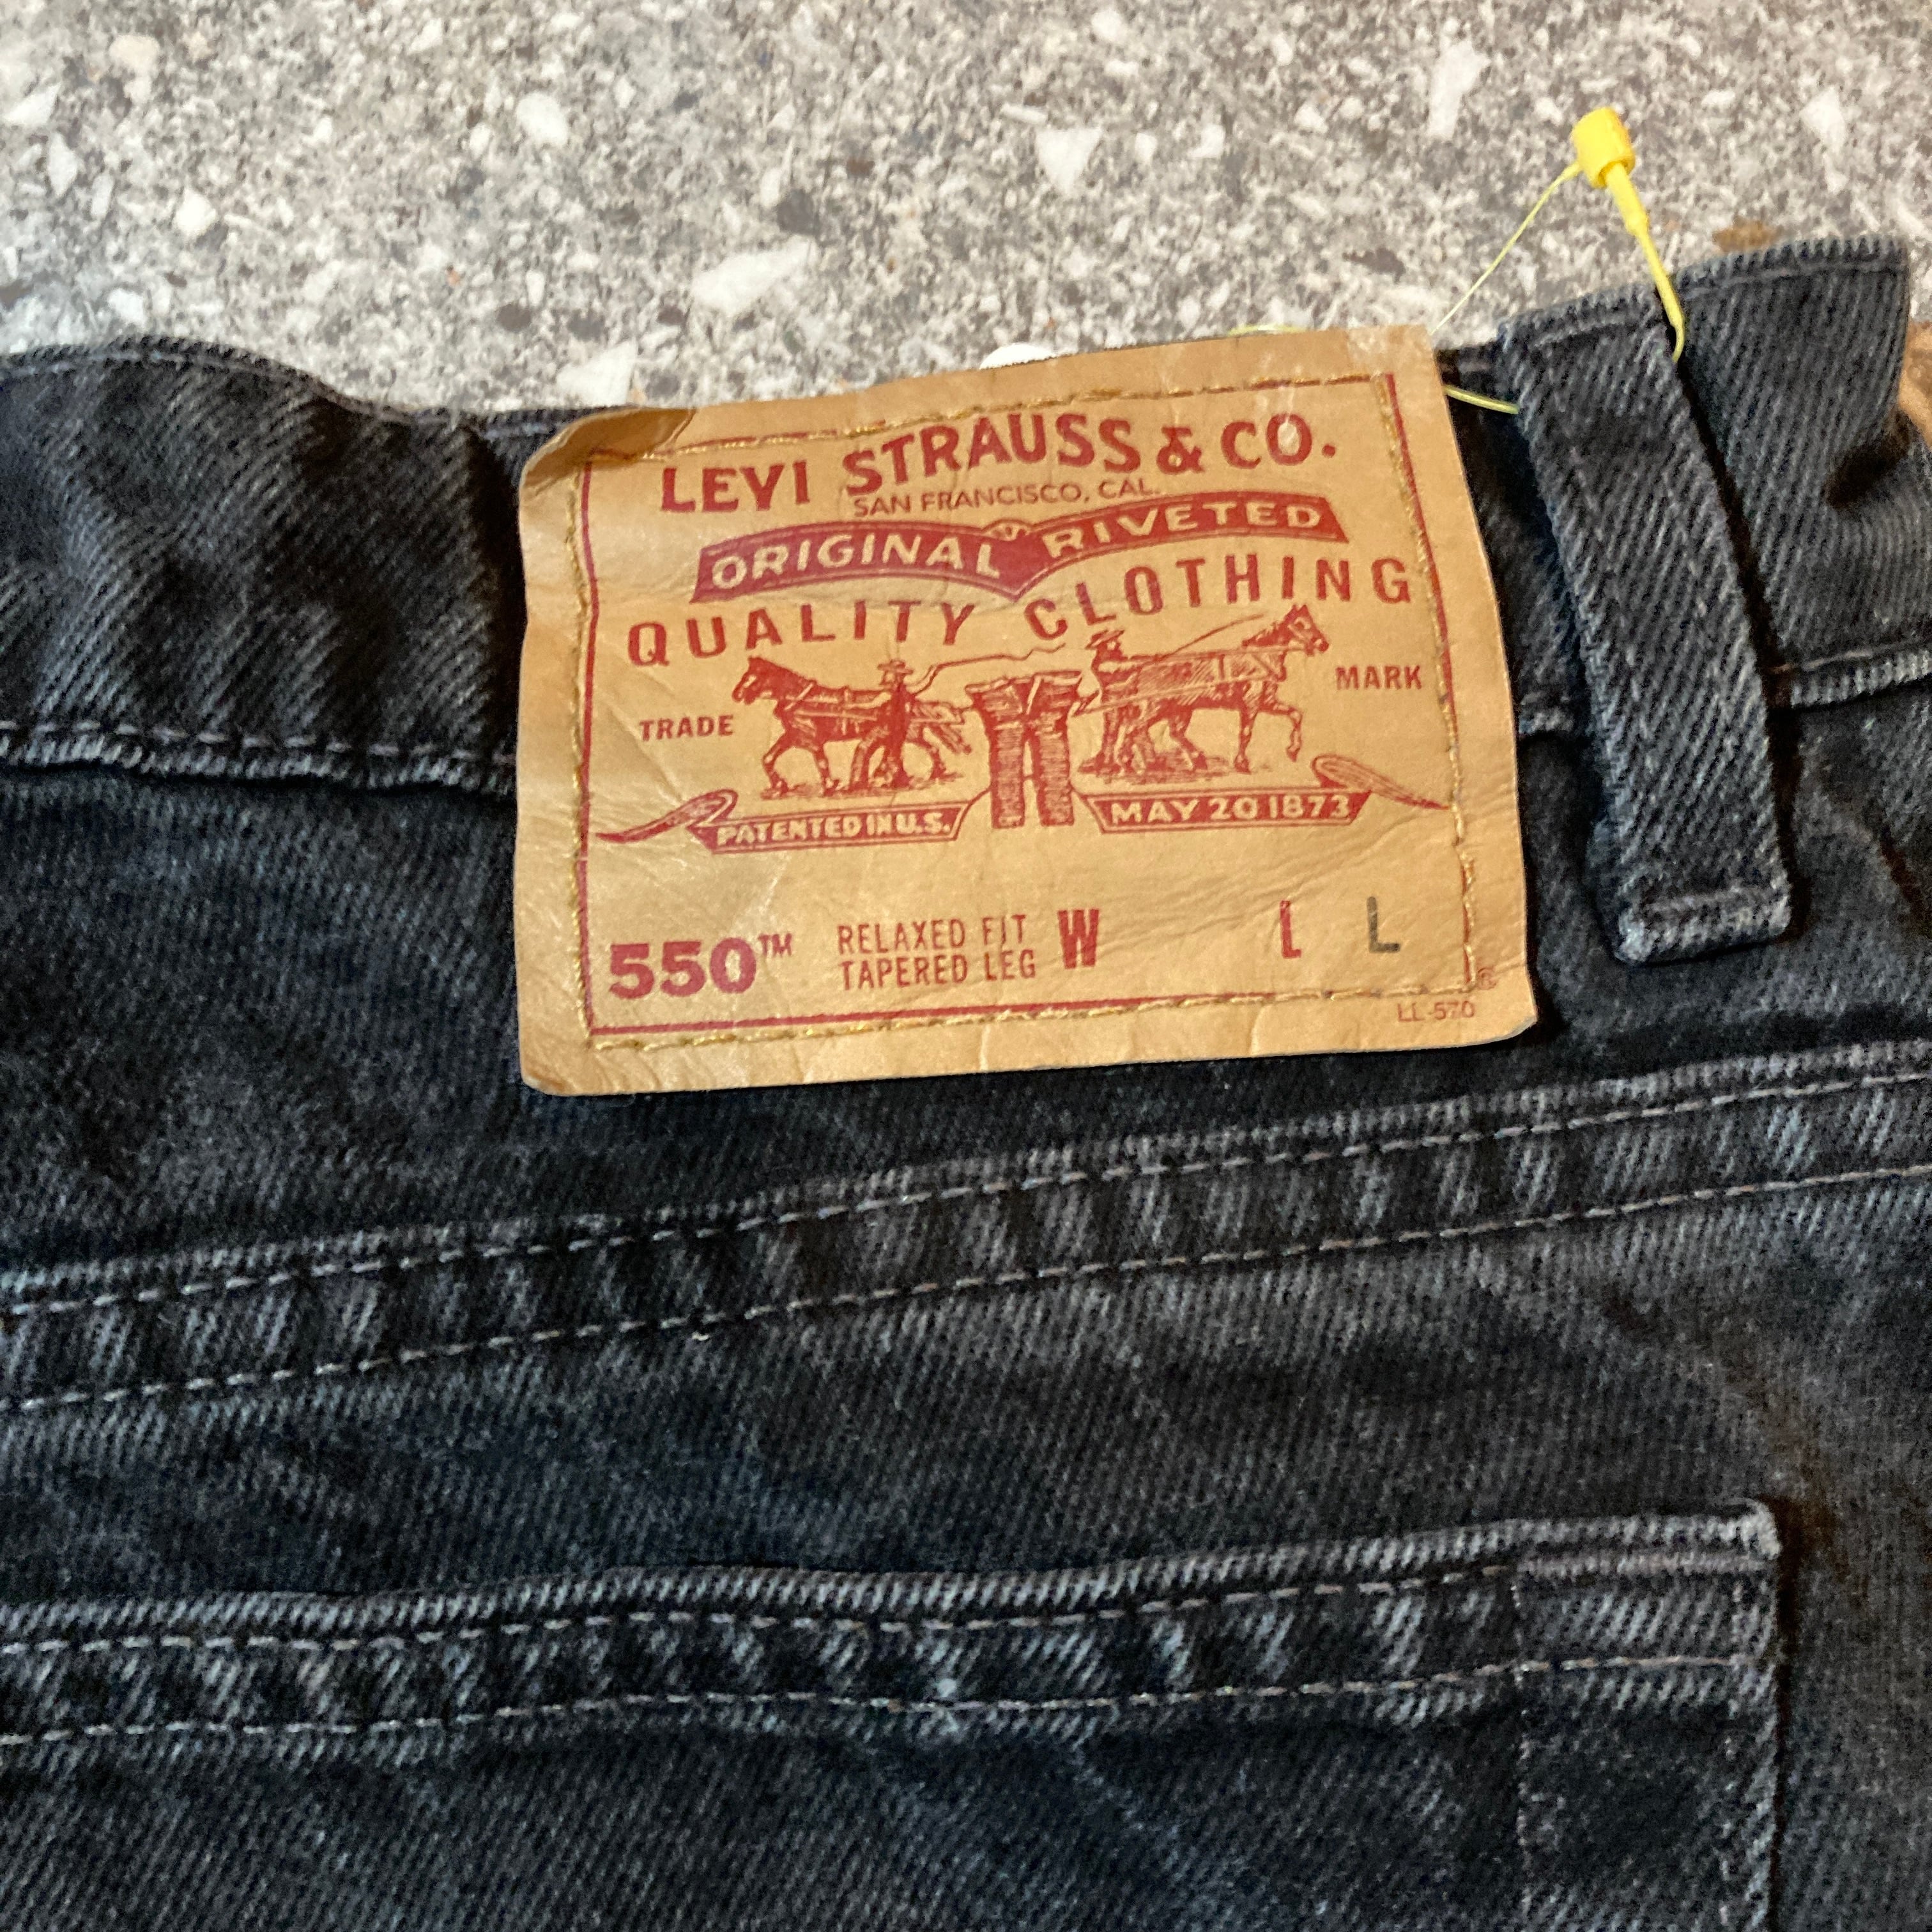 LEVI STRAUSS & CO.
SAN FRANCISCO, CAL.
ORIGINAL RIVETED
QUALITY CLOTHING
TRADE MARK
PATENTED IN U.S. MAY 20 1873
550™ RELAXED FIT W L L
TAPERED LEG
®
LL-570